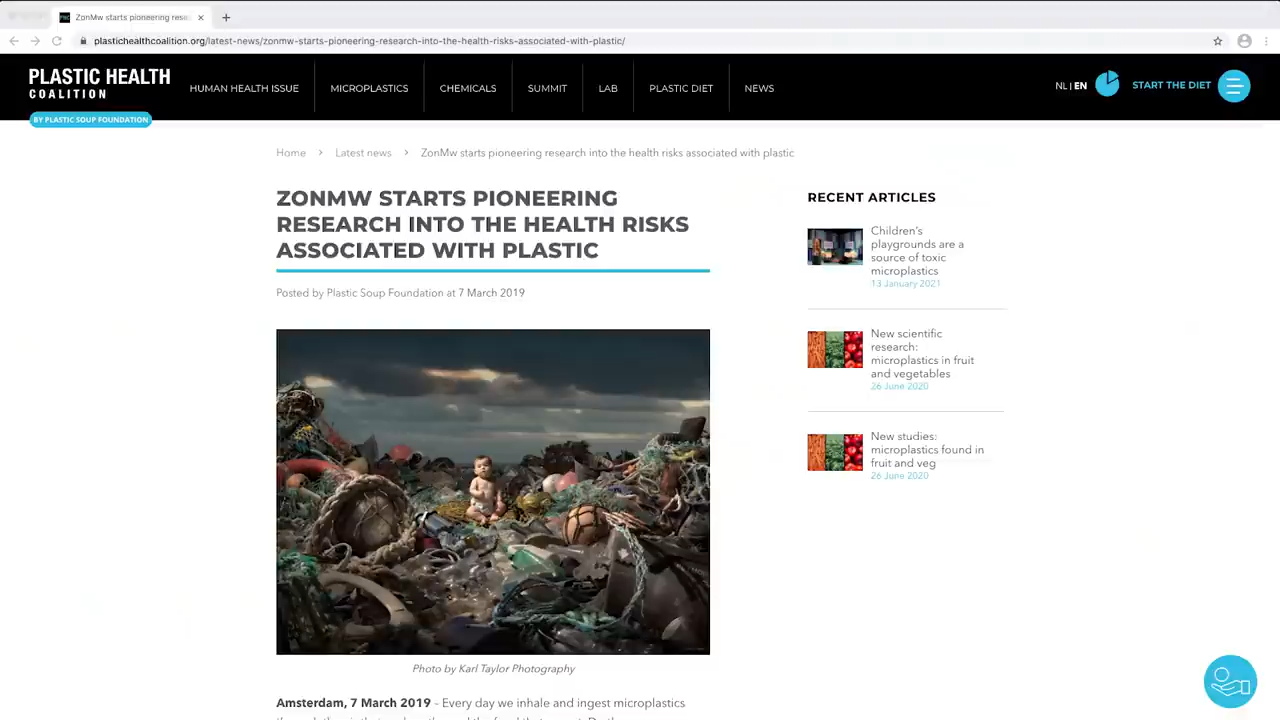 ZonMw starts pioneering rese
plastichealthcoalition.org/latest-news/zonmw-starts-pioneering-research-into-the-health-risks-associated-with-plastic/
PLASTIC HEALTH
COALITION
BY PLASTIC SOUP FOUNDATION
HUMAN HEALTH ISSUE
MICROPLASTICS
CHEMICALS
SUMMIT
LAB
PLASTIC DIET
NEWS
NL | EN
START THE DIET
Home > Latest news > ZonMw starts pioneering research into the health risks associated with plastic
ZONMW STARTS PIONEERING
RESEARCH INTO THE HEALTH RISKS
ASSOCIATED WITH PLASTIC
Posted by Plastic Soup Foundation at 7 March 2019
Photo by Karl Taylor Photography
Amsterdam, 7 March 2019 - Every day we inhale and ingest microplastics
RECENT ARTICLES
Children's
playgrounds are a
source of toxic
microplastics
13 January 2021
New scientific
research:
microplastics in fruit
and vegetables
26 June 2020
New studies:
microplastics found in
fruit and veg
26 June 2020